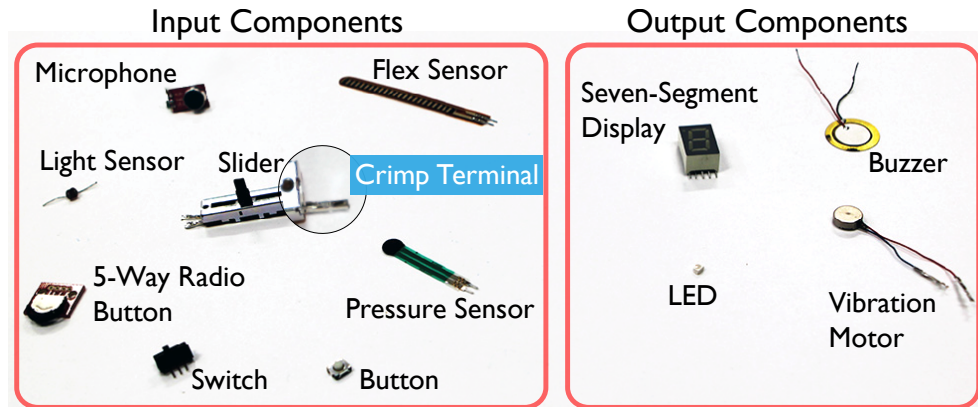 Input Components
Output Components
Microphone
Flex Sensor
Light Sensor
Slider
Crimp Terminal
5-Way Radio
Button
Pressure Sensor
Switch
Button
Seven-Segment
Display
Buzzer
LED
Vibration
Motor